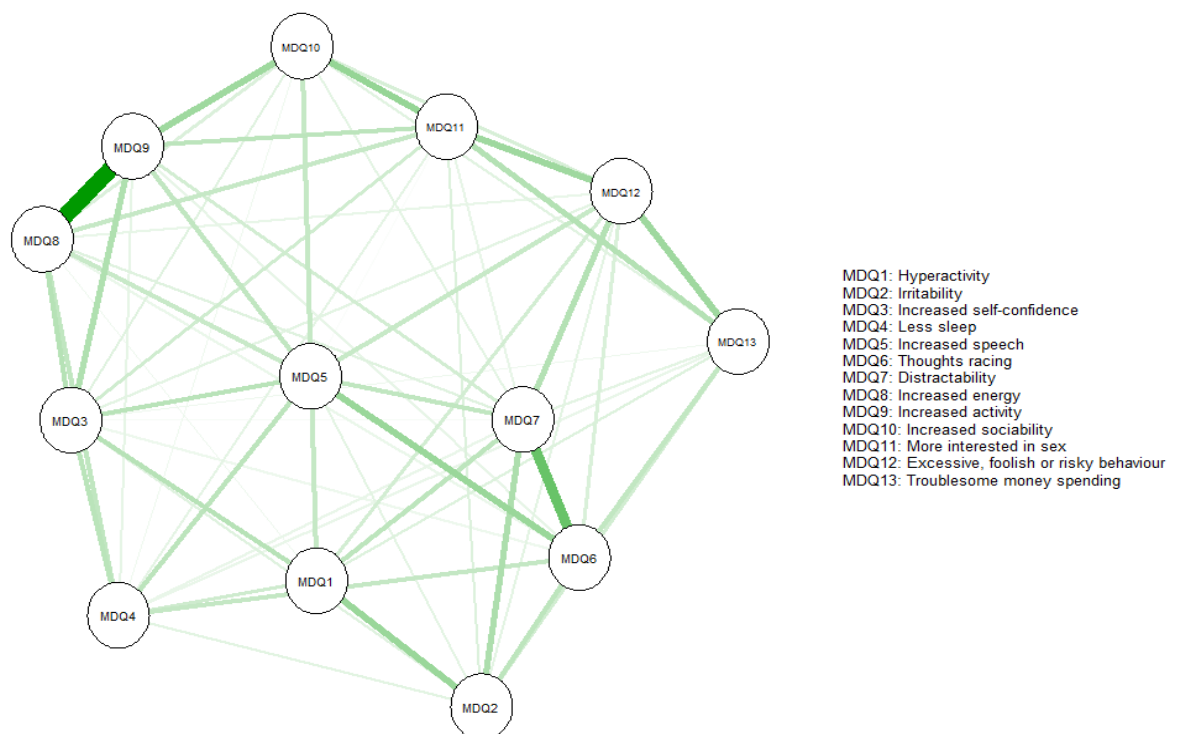 MDQ10
MDQ11
MDQ9
MDQ12
MDQ8
MDQ13
MDQ5
MDQ7
MDQ3
MDQ6
MDQ1
MDQ4
MDQ2
MDQ1: Hyperactivity
MDQ2: Irritability
MDQ3: Increased self-confidence
MDQ4: Less sleep
MDQ5: Increased speech
MDQ6: Thoughts racing
MDQ7: Distractability
MDQ8: Increased energy
MDQ9: Increased activity
MDQ10: Increased sociability
MDQ11: More interested in sex
MDQ12: Excessive, foolish or risky behaviour
MDQ13: Troublesome money spending